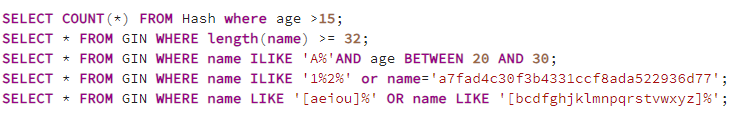 SELECT COUNT(*) FROM Hash where age >15;
SELECT * FROM GIN WHERE length(name) >= 32;
SELECT * FROM GIN WHERE name ILIKE 'A%'AND age BETWEEN 20 AND 30;
SELECT * FROM GIN WHERE name ILIKE '1%2%' or name='a7fad4c30f3b4331ccf8ada522936d77';
SELECT * FROM GIN WHERE name LIKE '[aeiou]%' OR name LIKE '[bcdfghjklmnpqrstvwxyz]%';